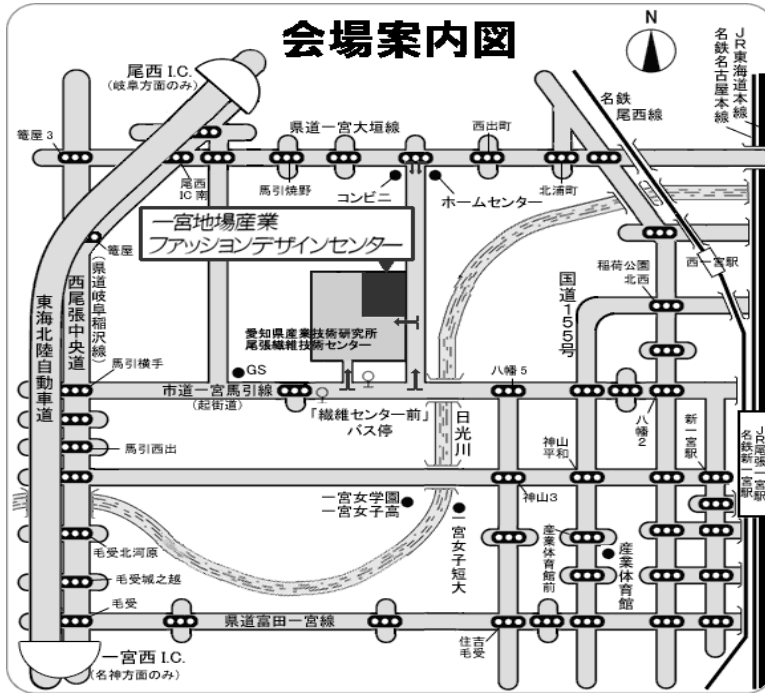 会場案内図
N
尾西 I.C.
(岐阜方面のみ)
名鉄
尾西線
JR東海道本線
名鉄名古屋本線
篭屋 3
県道一宮大垣線
西出町
尾西
IC 南
馬引焼野
コンビニ
ホームセンター
北浦町
一宮地場産業
ファッションデザインセンター
篭屋
西一宮駅
稲荷公園
北西
国道155号
東海北陸自動車道
西尾張中央道
(県道岐阜稲沢線)
愛知県産業技術研究所
尾張繊維技術センター
馬引横手
GS
市道一宮馬引線
(起街道)
「繊維センター前」
バス停
日光川
八幡 5
八幡2
新一宮駅
JR尾張一宮駅
名鉄新一宮駅
馬引西出
神山
平和
神山3
一宮女学園
一宮女子高
一宮女子短大
産業体育館前
産業体育館
毛受北河原
毛受城之越
毛受
県道富田一宮線
住吉
毛受
一宮西 I.C.
(名神方面のみ)